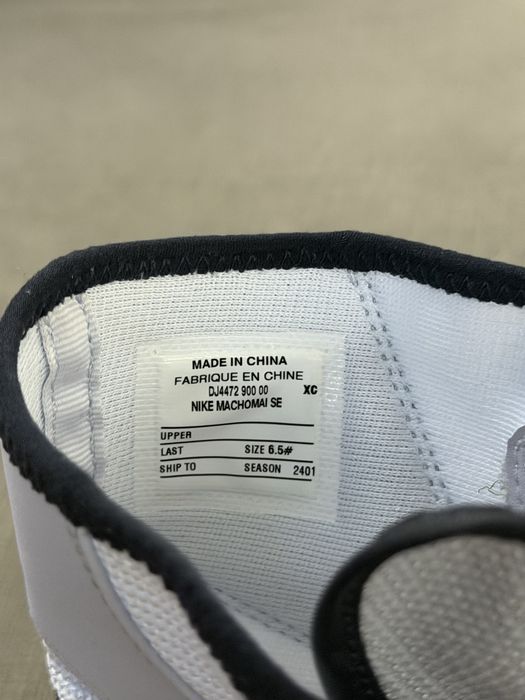 MADE IN CHINA
FABRIQUE EN CHINE
DJ4472 900 00 XC
NIKE MACHOMAI SE
UPPER
LAST SIZE 6.5#
SHIP TO SEASON 2401